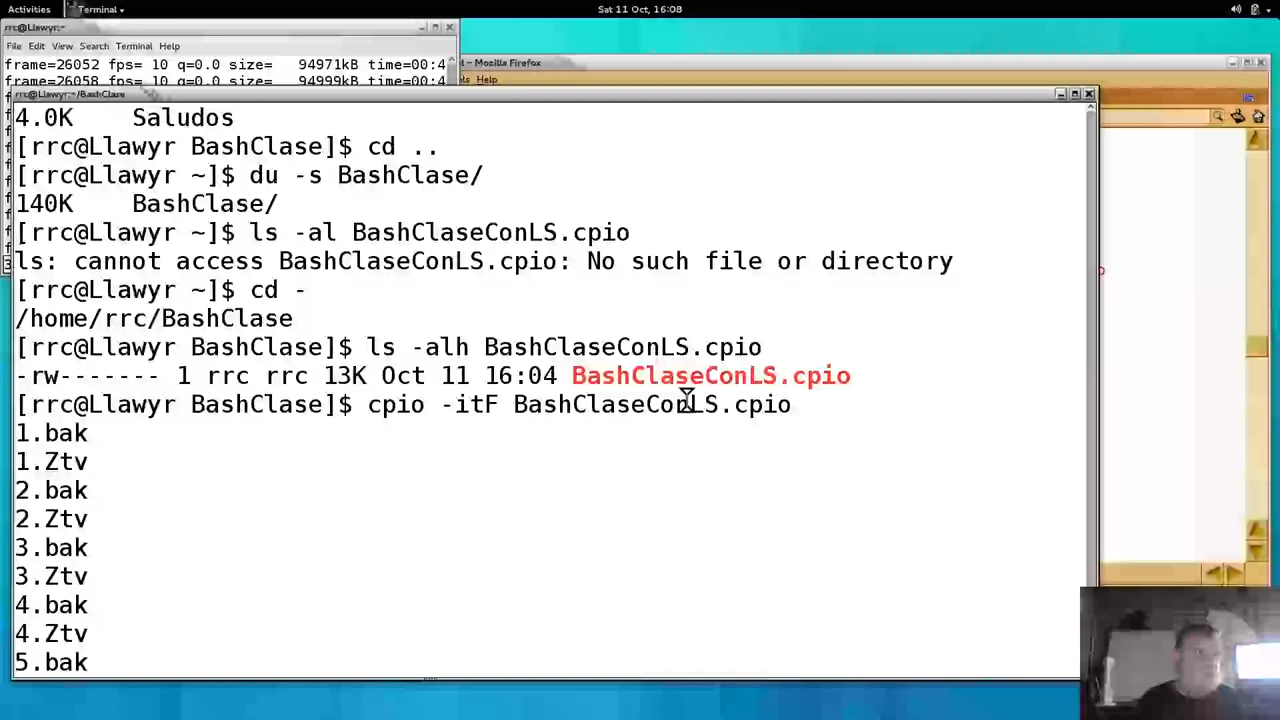 Activities
Terminal
Sat 11 Oct, 16:08
rrc@Llawyr:~
File Edit View Search Terminal Help
frame=26052 fps= 10 q=0.0 size=   94971kB time=00:4
frame=26058 fps= 10 q=0.0 size=   94999kB time=00:4
- Mozilla Firefox
Help
rrc@Llawyr:~/BashClase
4.0K    Saludos
[rrc@Llawyr BashClase]$ cd ..
[rrc@Llawyr ~]$ du -s BashClase/
140K    BashClase/
[rrc@Llawyr ~]$ ls -al BashClaseConLS.cpio
ls: cannot access BashClaseConLS.cpio: No such file or directory
[rrc@Llawyr ~]$ cd -
/home/rrc/BashClase
[rrc@Llawyr BashClase]$ ls -alh BashClaseConLS.cpio
-rw------- 1 rrc rrc 13K Oct 11 16:04 BashClaseConLS.cpio
[rrc@Llawyr BashClase]$ cpio -itF BashClaseConLS.cpio
1.bak
1.Ztv
2.bak
2.Ztv
3.bak
3.Ztv
4.bak
4.Ztv
5.bak